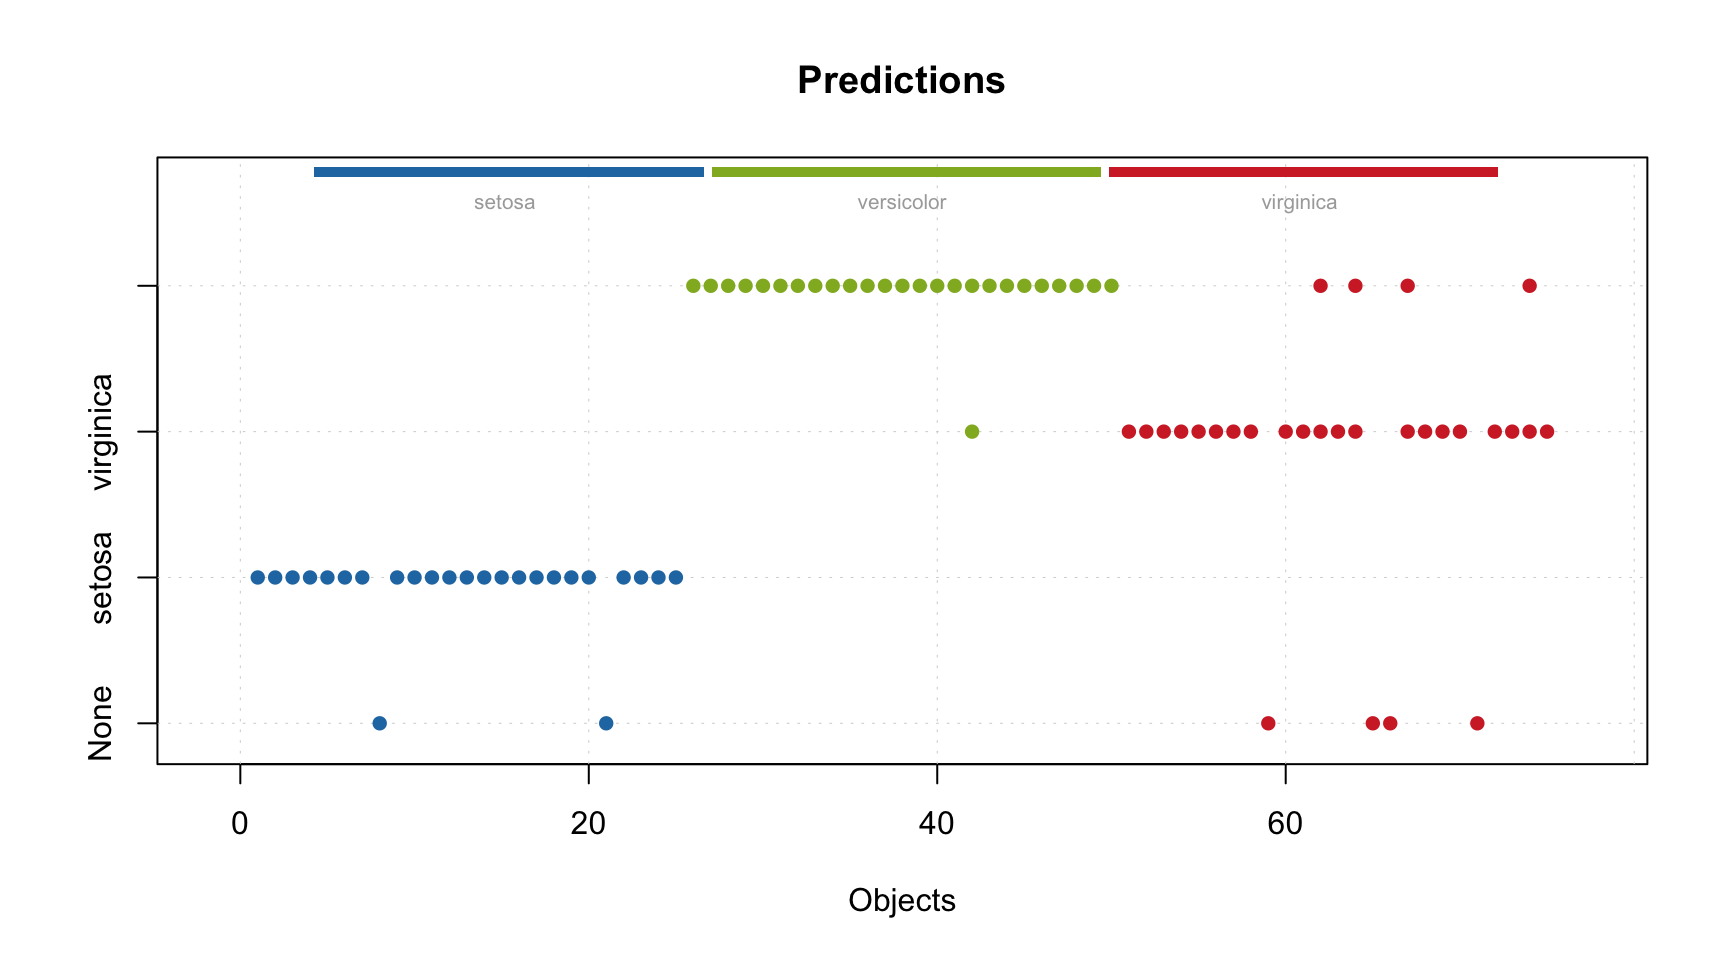 Predictions
setosa
versicolor
virginica
virginica
setosa
None
0
20
40
60
Objects